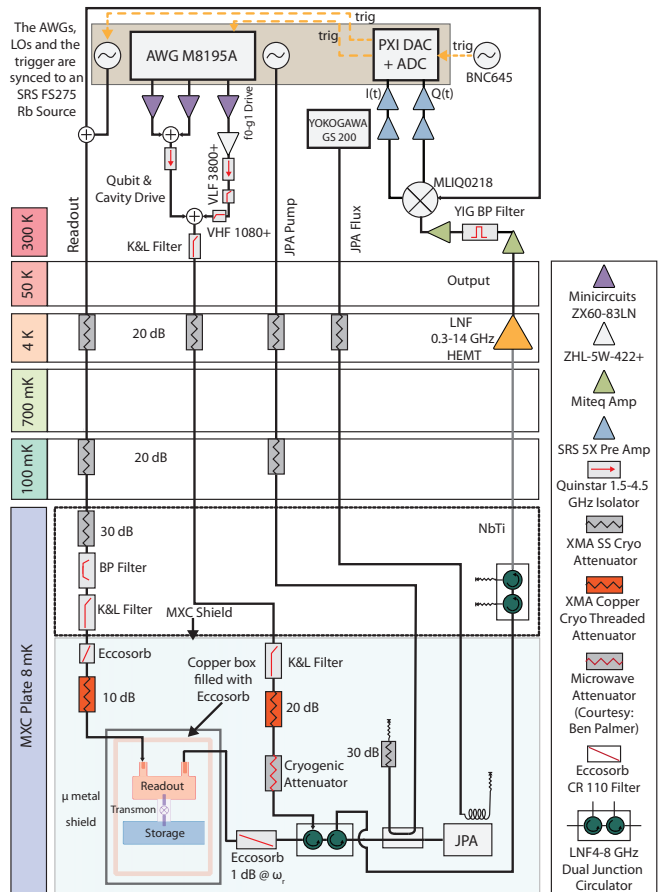 The AWGs,
LOs and the
trigger are
synced to an
SRS FS275
Rb Source
trig
trig
trig
AWG M8195A
PXI DAC
+ ADC
BNC645
I(t)
Q(t)
YOKOGAWA
GS 200
f0-g1 Drive
VLF 3800+
Qubit &
Cavity Drive
VHF 1080+
K&L Filter
Readout
JPA Pump
JPA Flux
MLIQ0218
YIG BP Filter
300 K
50 K
Output
4 K
20 dB
LNF
0.3-14 GHz
HEMT
700 mK
100 mK
20 dB
MXC Plate 8 mK
30 dB
NbTi
BP Filter
K&L Filter
MXC Shield
Eccosorb
Copper box
filled with
Eccosorb
K&L Filter
10 dB
20 dB
30 dB
Cryogenic
Attenuator
μ metal
shield
Readout
Transmon
Storage
JPA
Eccosorb
1 dB @ ωr
Minicircuits
ZX60-83LN
ZHL-5W-422+
Miteq Amp
SRS 5X Pre Amp
Quinstar 1.5-4.5
GHz Isolator
XMA SS Cryo
Attenuator
XMA Copper
Cryo Threaded
Attenuator
Microwave
Attenuator
(Courtesy:
Ben Palmer)
Eccosorb
CR 110 Filter
LNF4-8 GHz
Dual Junction
Circulator